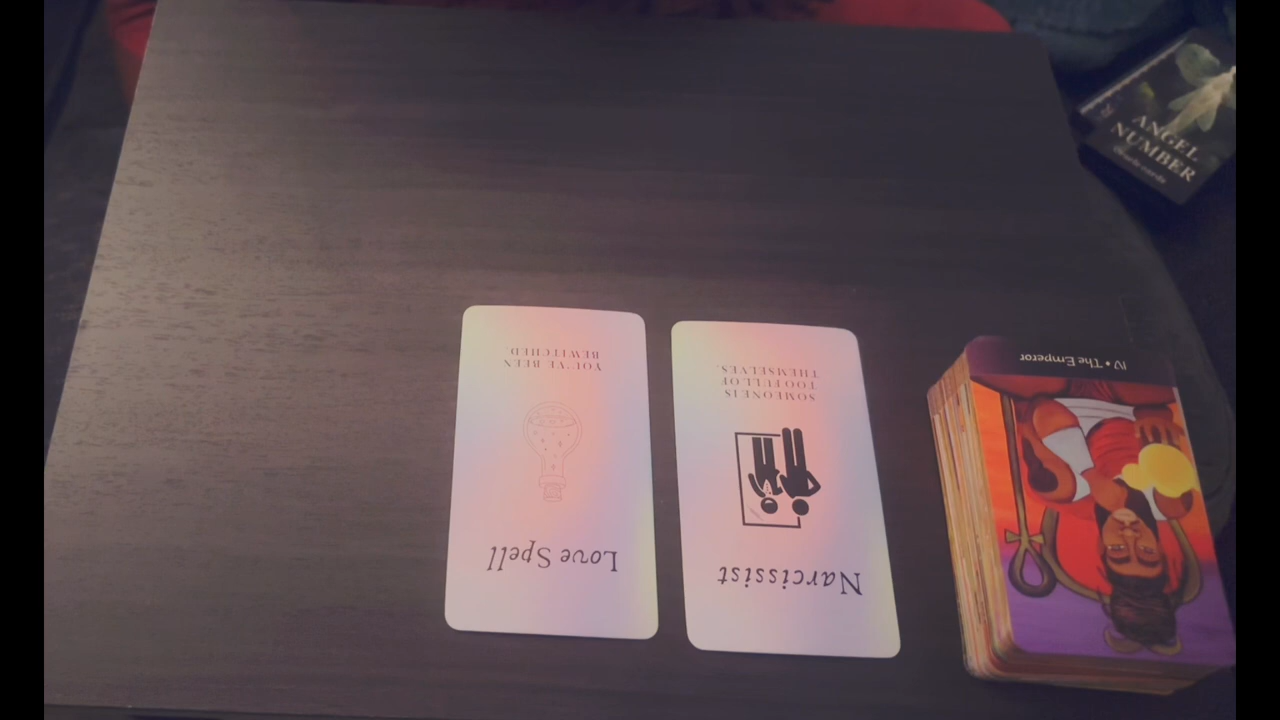 Love Spell
YOU'VE BEEN
BEWITCHED.
Narcissist
SOMEONE IS
TOO FULL OF
THEMSELVES.
IV • The Emperor
ANGEL
NUMBER